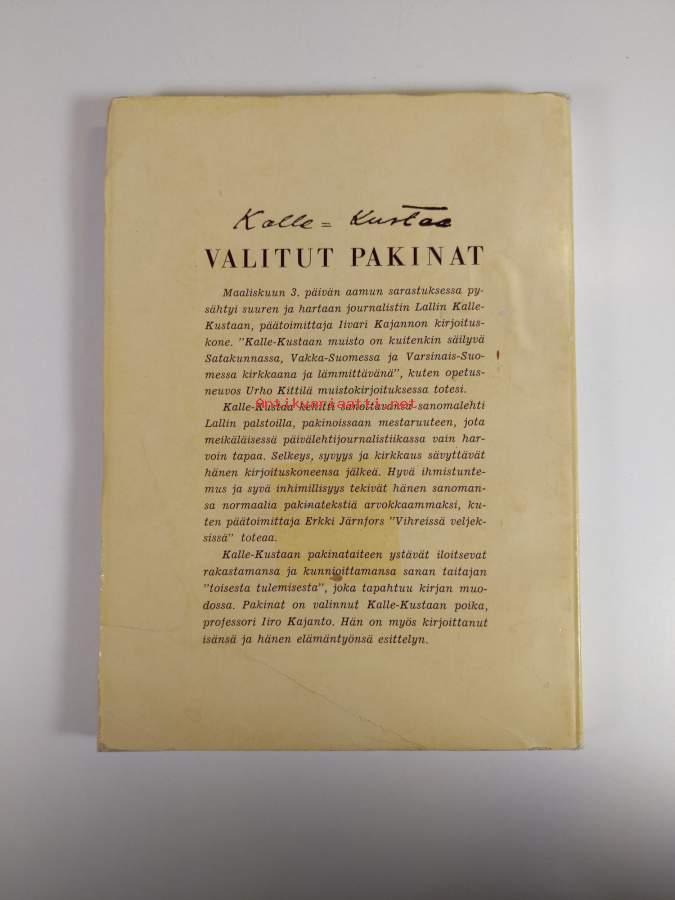 Kalle = Kustaa
VALITUT PAKINAT
Maaliskuun 3. päivän aamun sarastuksessa py-
sähtyi suuren ja hartaan journalistin Lallin Kalle-
Kustaan, päätoimittaja Iivari Kajannon kirjoitus-
kone. "Kalle-Kustaan muisto on kuitenkin säilyvä
Satakunnassa, Vakka-Suomessa ja Varsinais-Suo-
messa kirkkaana ja lämmittävänä", kuten opetus-
neuvos Urho Kittilä muistokirjoituksessa totesi.
Antikvariaatti.net
Kalle-Kustaa kehitti sanottavansa sanomalehti
Lallin palstoilla, pakinoissaan mestaruuteen, jota
meikäläisessä päivälehtijournalistiikassa vain har-
voin tapaa. Selkeys, syvyys ja kirkkaus sävyttävät
hänen kirjoituskoneensa jälkeä. Hyvä ihmistunte-
mus ja syvä inhimillisyys tekivät hänen sanoman-
sa normaalia pakinatekstiä arvokkaammaksi, ku-
ten päätoimittaja Erkki Järnfors "Vihreissä veljek-
sissä" toteaa.
Kalle-Kustaan pakinataiteen ystävät iloitsevat
rakastamansa ja kunnioittamansa sanan taitajan
"toisesta tulemisesta", joka tapahtuu kirjan muo-
dossa. Pakinat on valinnut Kalle-Kustaan poika,
professori Iiro Kajanto. Hän on myös kirjoittanut
isänsä ja hänen elämäntyönsä esittelyn.